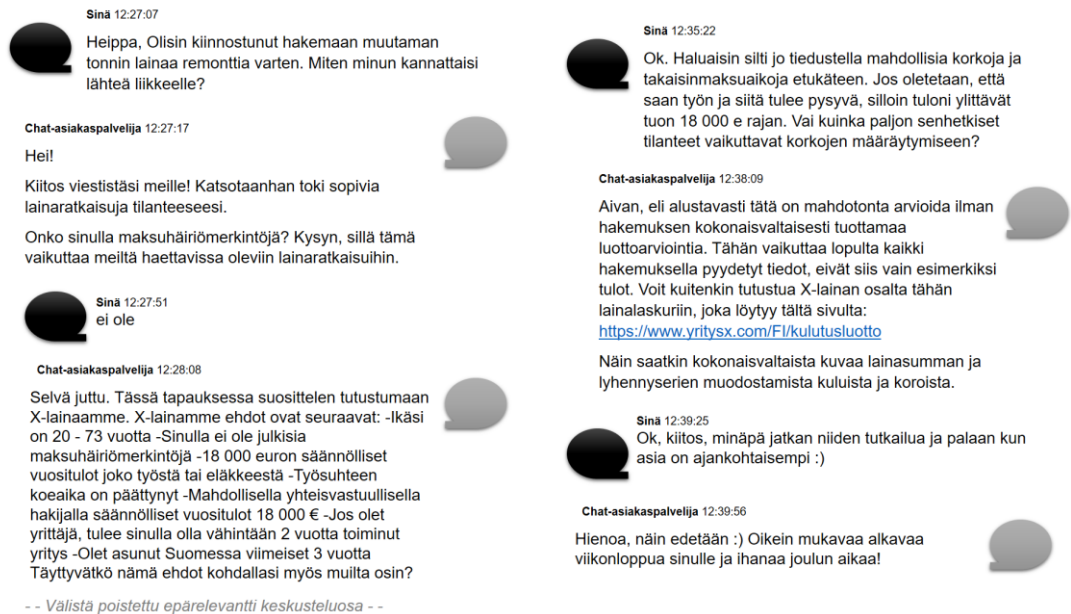 Sinä 12:27:07
Heippa, Olisin kiinnostunut hakemaan muutaman
tonnin lainaa remonttia varten. Miten minun kannattaisi
lähteä liikkeelle?
Chat-asiakaspalvelija 12:27:17
Hei!
Kiitos viestistäsi meille! Katsotaanhan toki sopivia
lainaratkaisuja tilanteeseesi.
Onko sinulla maksuhäiriömerkintöjä? Kysyn, sillä tämä
vaikuttaa meiltä haettavissa oleviin lainaratkaisuihin.
Sinä 12:27:51
ei ole
Chat-asiakaspalvelija 12:28:08
Selvä juttu. Tässä tapauksessa suosittelen tutustumaan
X-lainaamme. X-lainamme ehdot ovat seuraavat: -Ikäsi
on 20 - 73 vuotta -Sinulla ei ole julkisia
maksuhäiriömerkintöjä -18 000 euron säännölliset
vuositulot joko työstä tai eläkkeestä -Työsuhteen
koeaika on päättynyt -Mahdollisella yhteisvastuullisella
hakijalla säännölliset vuositulot 18 000 € -Jos olet
yrittäjä, tulee sinulla olla vähintään 2 vuotta toiminut
yritys -Olet asunut Suomessa viimeiset 3 vuotta
Täyttyvätkö nämä ehdot kohdallasi myös muilta osin?
- - Välistä poistettu epärelevantti keskusteluosa - -
Sinä 12:35:22
Ok. Haluaisin silti jo tiedustella mahdollisia korkoja ja
takaisinmaksuaikoja etukäteen. Jos oletetaan, että
saan työn ja siitä tulee pysyvä, silloin tuloni ylittävät
tuon 18 000 e rajan. Vai kuinka paljon senhetkiset
tilanteet vaikuttavat korkojen määräytymiseen?
Chat-asiakaspalvelija 12:38:09
Aivan, eli alustavasti tätä on mahdotonta arvioida ilman
hakemuksen kokonaisvaltaisesti tuottamaa
luottoarviointia. Tähän vaikuttaa lopulta kaikki
hakemuksella pyydetyt tiedot, eivät siis vain esimerkiksi
tulot. Voit kuitenkin tutustua X-lainan osalta tähän
lainalaskuriin, joka löytyy tältä sivulta:
https://www.yritysx.com/FI/kulutusluotto
Näin saatkin kokonaisvaltaista kuvaa lainasumman ja
lyhennyserien muodostamista kuluista ja koroista.
Sinä 12:39:25
Ok, kiitos, minäpä jatkan niiden tutkailua ja palaan kun
asia on ajankohtaisempi :)
Chat-asiakaspalvelija 12:39:56
Hienoa, näin edetään :) Oikein mukavaa alkavaa
viikonloppua sinulle ja ihanaa joulun aikaa!